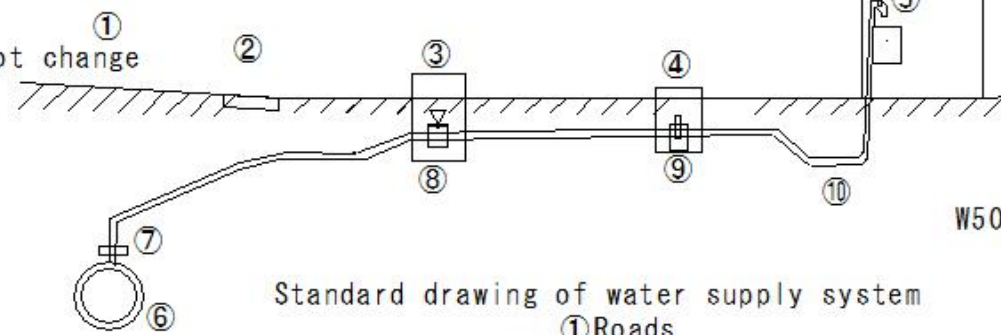 ①
ot change
②
③
④
⑤
⑧
⑨
⑩
W50
⑦
⑥
Standard drawing of water supply system
①Roads